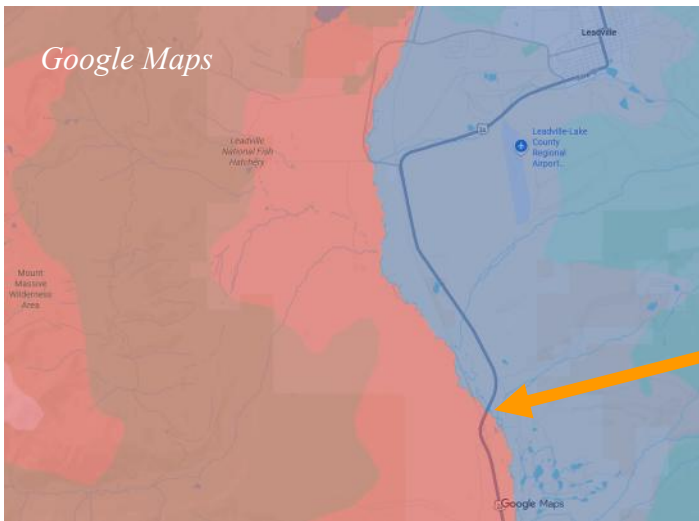 Google Maps
Leadville
24
Leadville
National Fish
Hatchery
Leadville-Lake
County
Regional
Airport...
Mount
Massive
Wilderness
Area
Google Maps